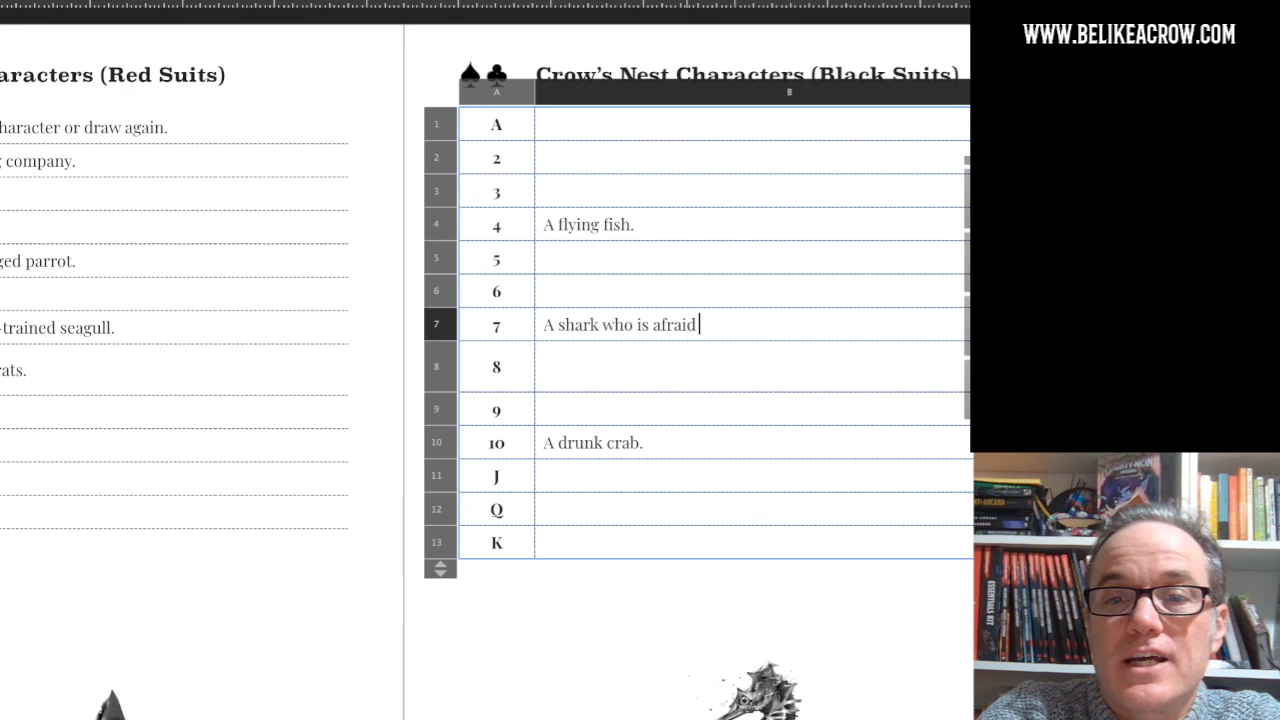 WWW.BELIKEACROW.COM
aracters (Red Suits)
haracter or draw again.
g company.
ged parrot.
-trained seagull.
rats.
Crow's Nest Characters (Black Suits)
A B
1 A
2 2
3 3
4 4 A flying fish.
5 5
6 6
7 7 A shark who is afraid
8 8
9 9
10 10 A drunk crab.
11 J
12 Q
13 K
ESSENTIALS KIT